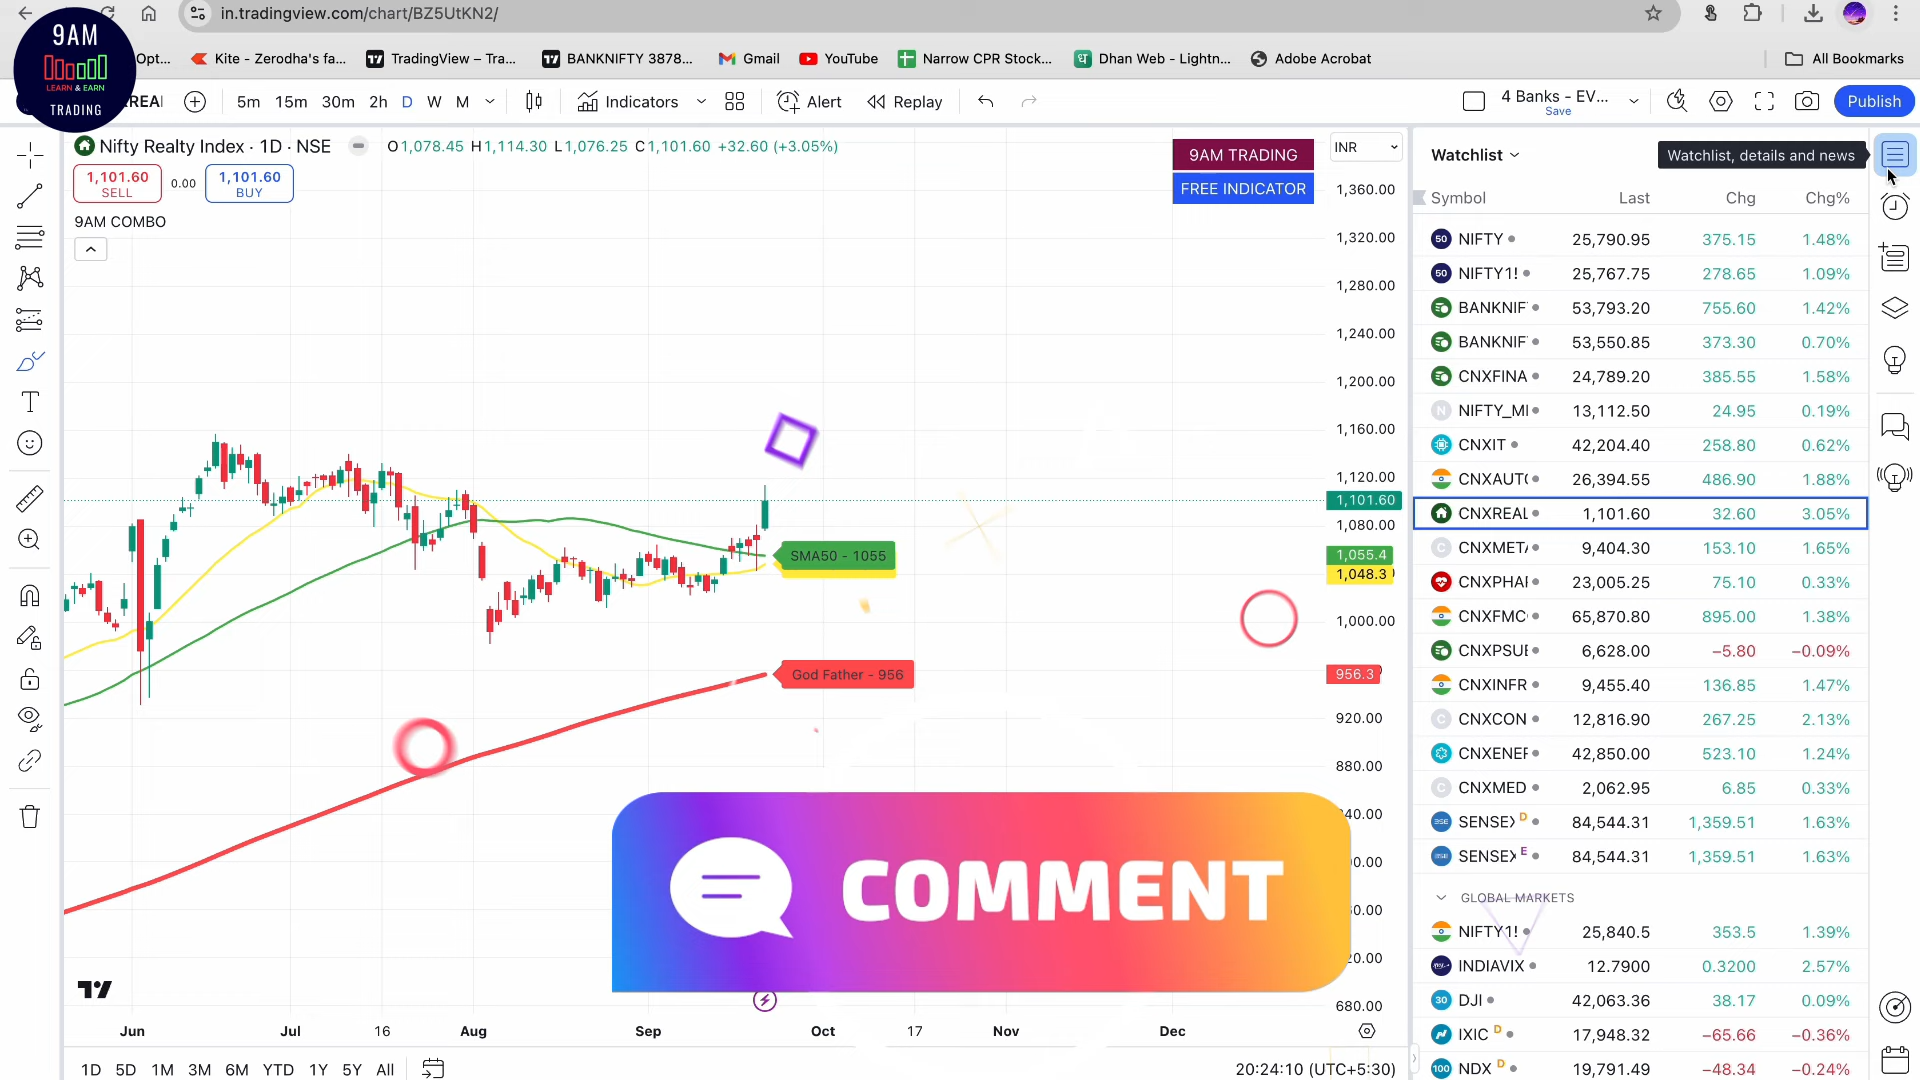 in.tradingview.com/chart/BZ5UtKN2/
9AM
LEARN & EARN
TRADING
Opt...
Kite - Zerodha's fa...
TradingView – Tra...
BANKNIFTY 3878...
Gmail
YouTube
Narrow CPR Stock...
Dhan Web - Lightn...
Adobe Acrobat
All Bookmarks
5m 15m 30m 2h D W M
Indicators
Alert
Replay
4 Banks - EV...
Save
Publish
Nifty Realty Index · 1D · NSE
O1,078.45 H1,114.30 L1,076.25 C1,101.60 +32.60 (+3.05%)
1,101.60
SELL
0.00
1,101.60
BUY
9AM COMBO
9AM TRADING
FREE INDICATOR
INR
1,360.00
1,320.00
1,280.00
1,240.00
1,200.00
1,160.00
1,120.00
1,101.60
1,080.00
1,055.4
1,048.3
1,000.00
956.3
920.00
880.00
680.00
SMA50 - 1055
God Father - 956
COMMENT
Jun Jul 16 Aug Sep Oct 17 Nov Dec
1D 5D 1M 3M 6M YTD 1Y 5Y All
20:24:10 (UTC+5:30)
Watchlist
Watchlist, details and news
Symbol Last Chg Chg%
NIFTY 25,790.95 375.15 1.48%
NIFTY1! 25,767.75 278.65 1.09%
BANKNIF 53,793.20 755.60 1.42%
BANKNIF 53,550.85 373.30 0.70%
CNXFINA 24,789.20 385.55 1.58%
NIFTY_MI 13,112.50 24.95 0.19%
CNXIT 42,204.40 258.80 0.62%
CNXAUT 26,394.55 486.90 1.88%
CNXREAL 1,101.60 32.60 3.05%
CNXMET 9,404.30 153.10 1.65%
CNXPHAI 23,005.25 75.10 0.33%
CNXFMC 65,870.80 895.00 1.38%
CNXPSU 6,628.00 −5.80 −0.09%
CNXINFR 9,455.40 136.85 1.47%
CNXCON 12,816.90 267.25 2.13%
CNXENE 42,850.00 523.10 1.24%
CNXMED 2,062.95 6.85 0.33%
SENSEX D 84,544.31 1,359.51 1.63%
SENSEX E 84,544.31 1,359.51 1.63%
GLOBAL MARKETS
NIFTY1! 25,840.5 353.5 1.39%
INDIAVIX 12.7900 0.3200 2.57%
DJI 42,063.36 38.17 0.09%
IXIC D 17,948.32 −65.66 −0.36%
NDX D 19,791.49 −48.34 −0.24%